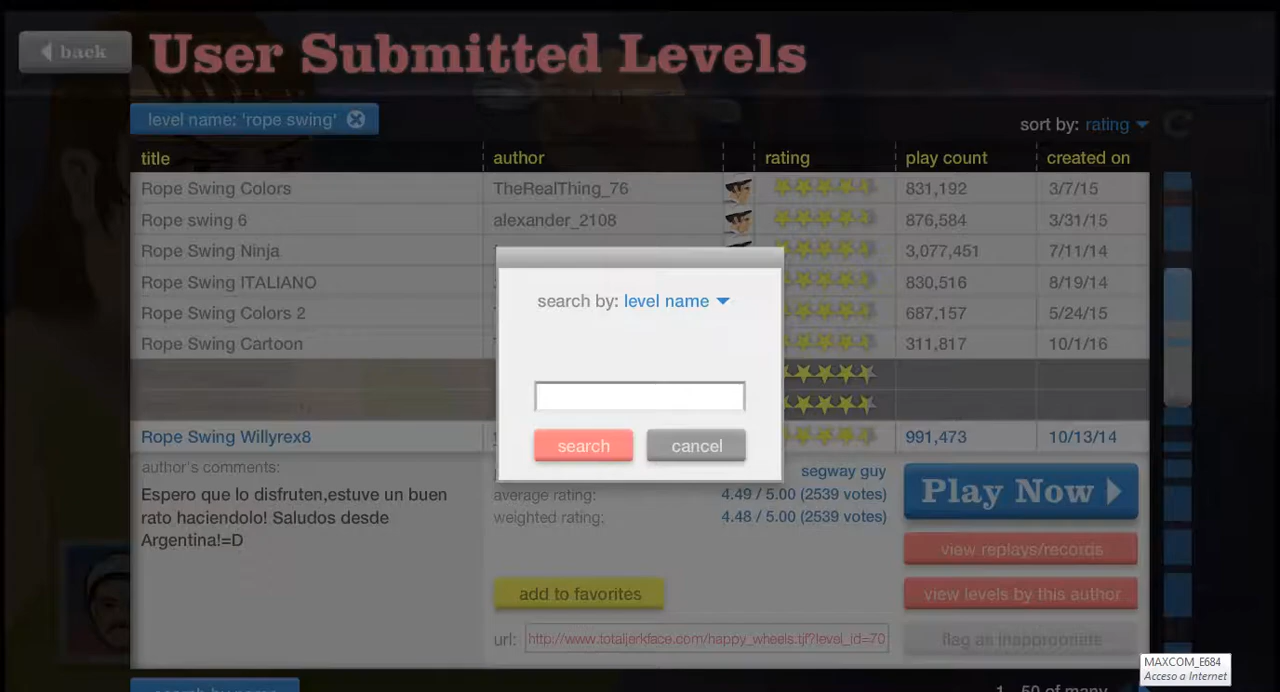 back
User Submitted Levels
level name: 'rope swing'
sort by: rating
title author rating play count created on
Rope Swing Colors TheRealThing_76 831,192 3/7/15
Rope swing 6 alexander_2108 876,584 3/31/15
Rope Swing Ninja 3,077,451 7/11/14
Rope Swing ITALIANO 830,516 8/19/14
Rope Swing Colors 2 687,157 5/24/15
Rope Swing Cartoon 311,817 10/1/16
Rope Swing Willyrex8 991,473 10/13/14
search by: level name
search cancel
author's comments:
Espero que lo disfruten,estuve un buen
rato haciendolo! Saludos desde
Argentina!=D
segway guy
average rating: 4.49 / 5.00 (2539 votes)
weighted rating: 4.48 / 5.00 (2539 votes)
Play Now
view replays/records
add to favorites
view levels by this author
url: http://www.totaljerkface.com/happy_wheels.tjf?level_id=70
flag as inappropriate
MAXCOM_E684
Acceso a Internet
search by name
1 - 50 of many